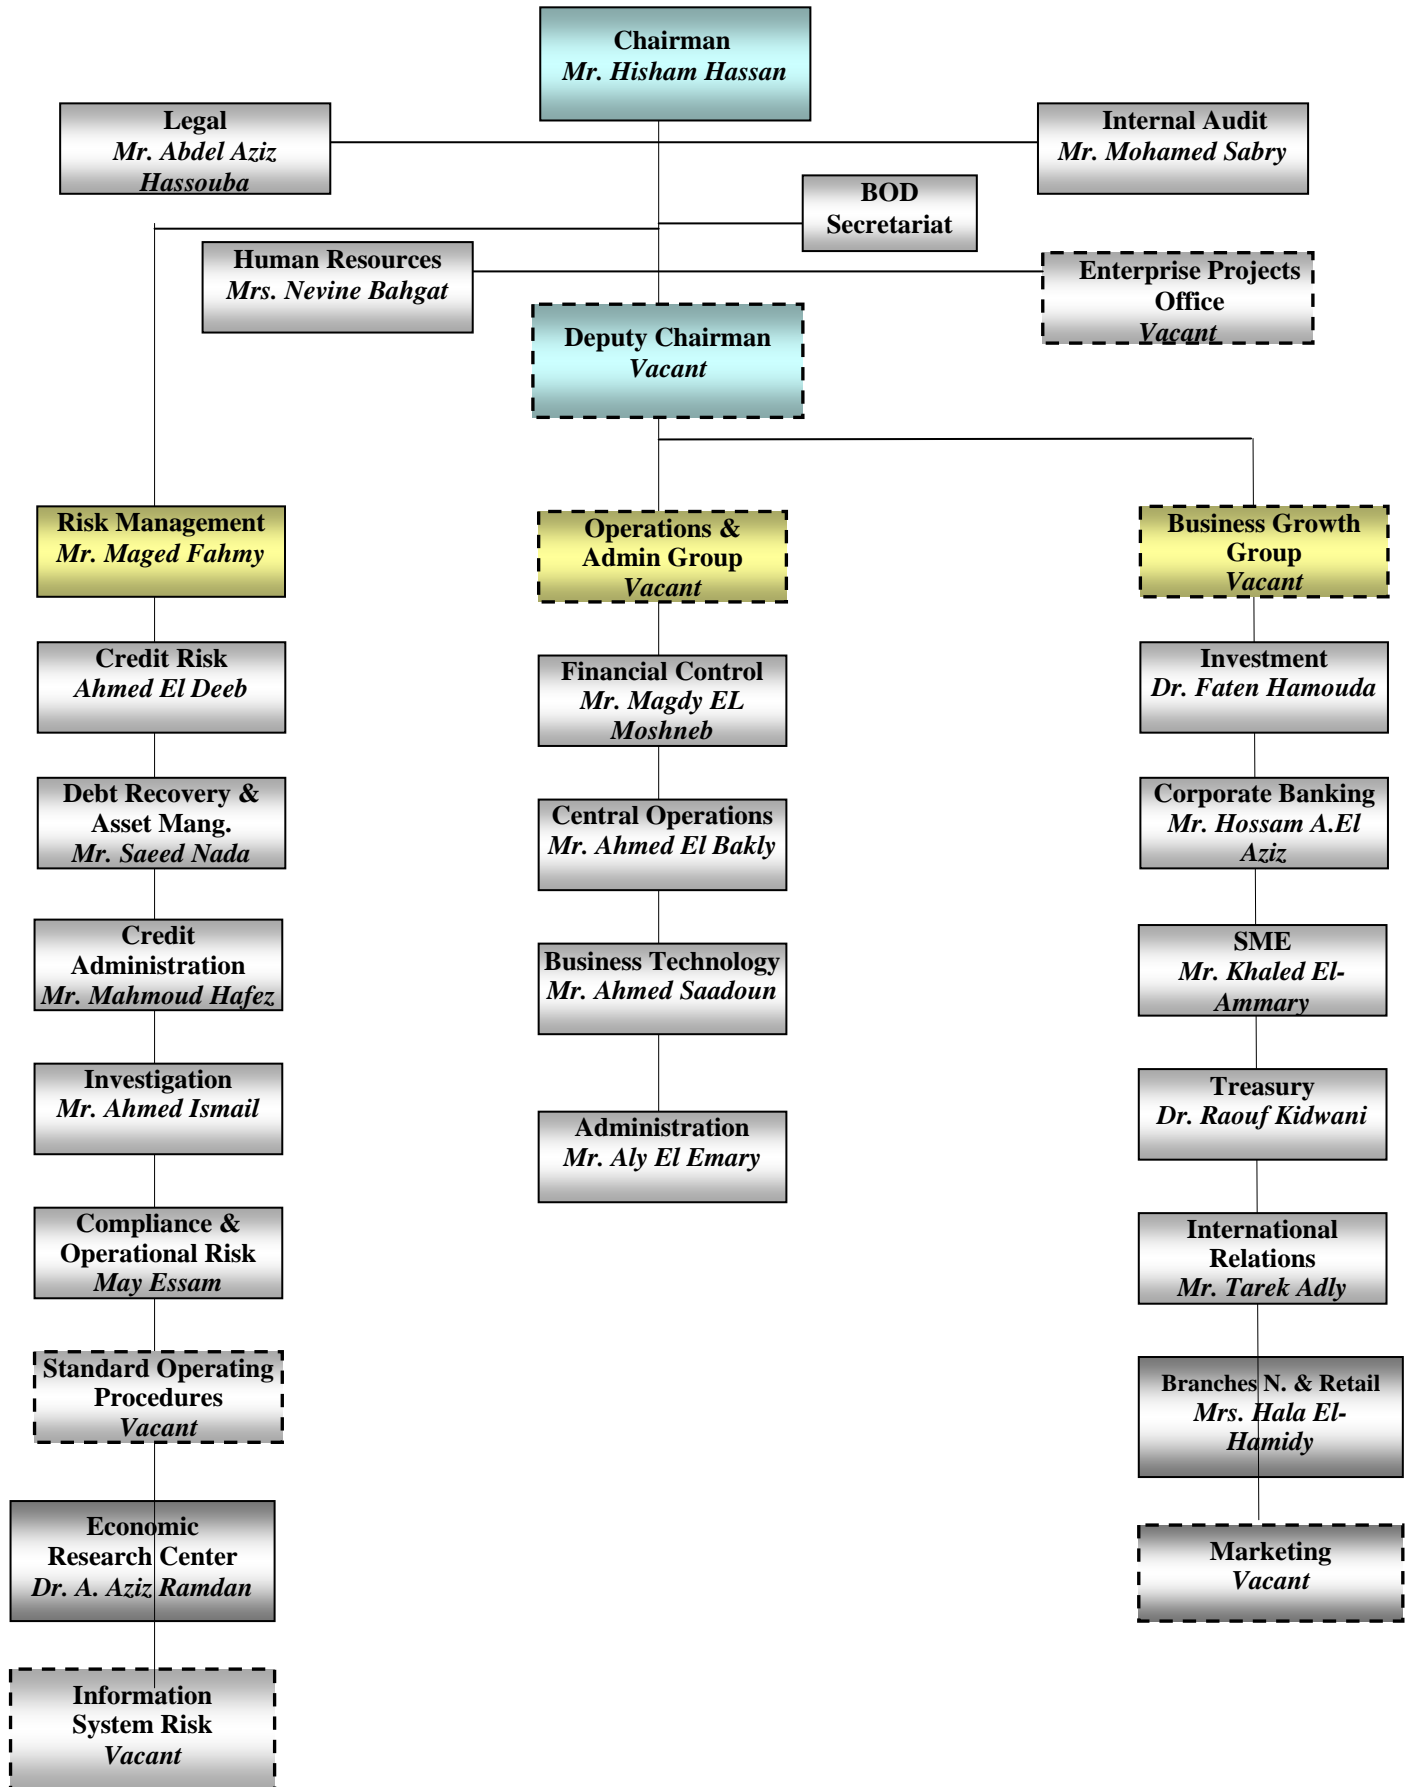 Chairman
Mr. Hisham Hassan
Legal
Mr. Abdel Aziz
Hassouba
Internal Audit
Mr. Mohamed Sabry
BOD
Secretariat
Human Resources
Mrs. Nevine Bahgat
Enterprise Projects
Office
Vacant
Deputy Chairman
Vacant
Risk Management
Mr. Maged Fahmy
Credit Risk
Ahmed El Deeb
Debt Recovery &
Asset Mang.
Mr. Saeed Nada
Credit
Administration
Mr. Mahmoud Hafez
Investigation
Mr. Ahmed Ismail
Compliance &
Operational Risk
May Essam
Standard Operating
Procedures
Vacant
Economic
Research Center
Dr. A. Aziz Ramdan
Information
System Risk
Vacant
Operations &
Admin Group
Vacant
Financial Control
Mr. Magdy EL
Moshneb
Central Operations
Mr. Ahmed El Bakly
Business Technology
Mr. Ahmed Saadoun
Administration
Mr. Aly El Emary
Business Growth
Group
Vacant
Investment
Dr. Faten Hamouda
Corporate Banking
Mr. Hossam A.El
Aziz
SME
Mr. Khaled El-
Ammary
Treasury
Dr. Raouf Kidwani
International
Relations
Mr. Tarek Adly
Branches N. & Retail
Mrs. Hala El-
Hamidy
Marketing
Vacant